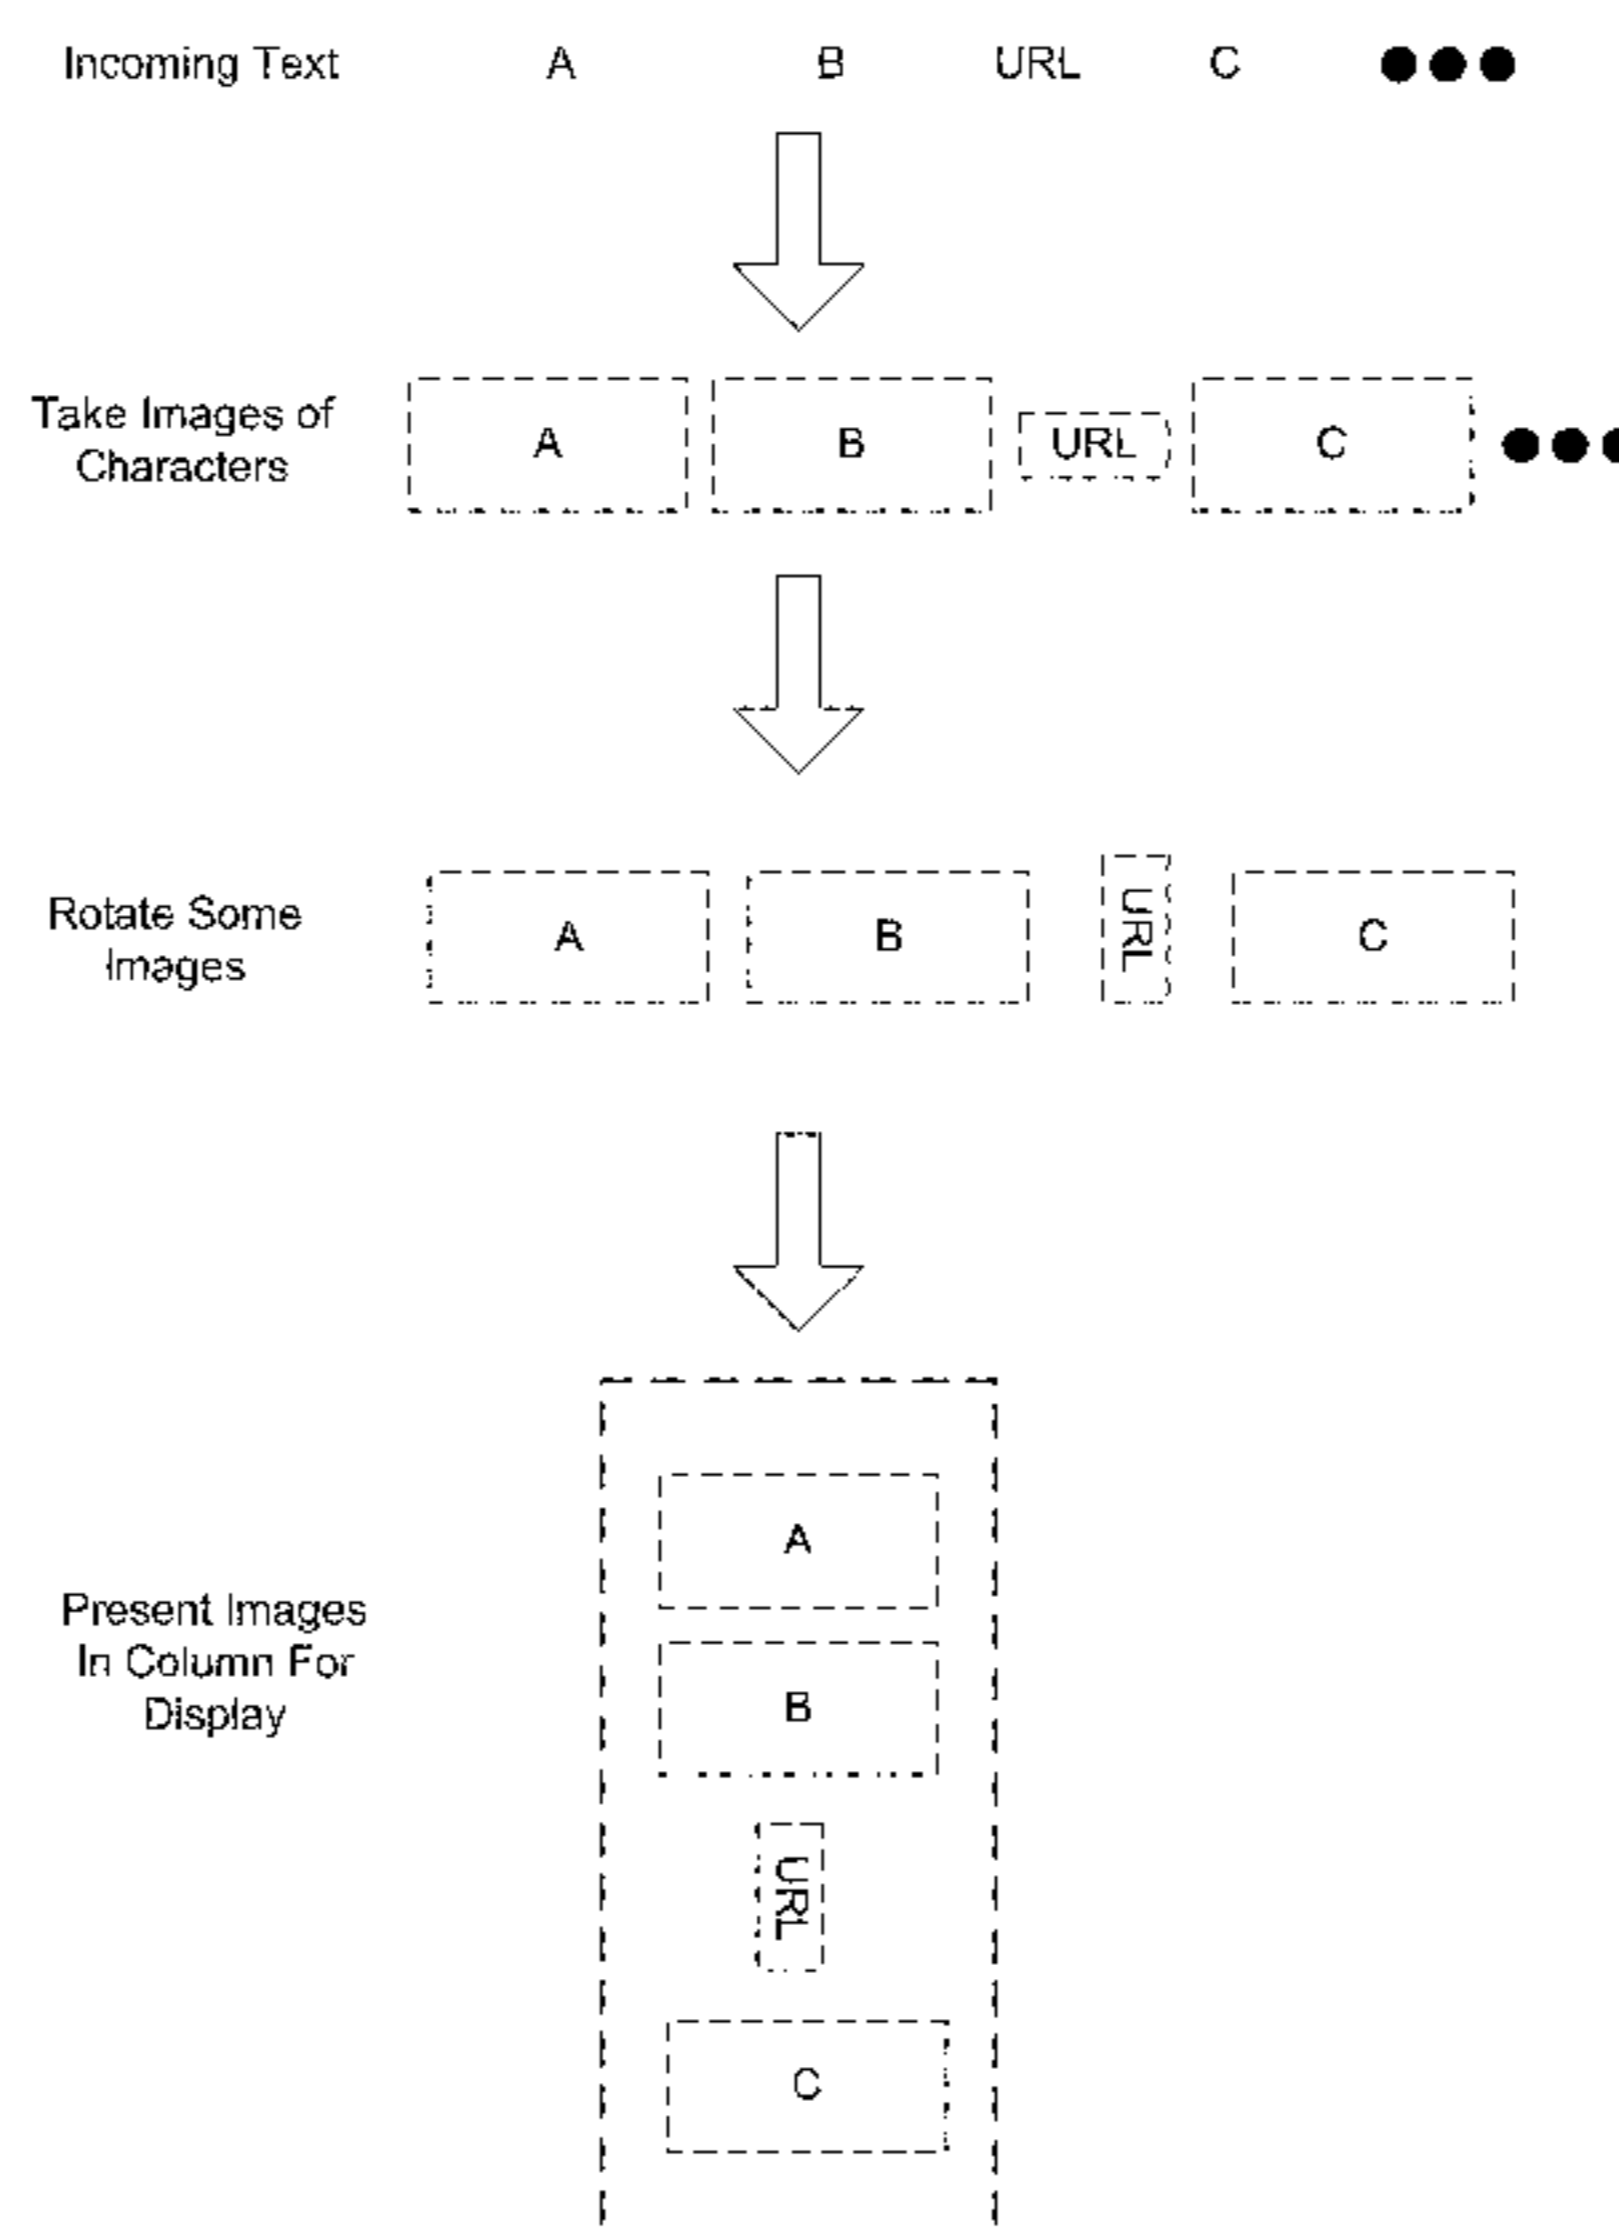 Incoming Text A B URL C
Take Images of
Characters
A B URL C
Rotate Some
Images
A B URL C
Present Images
In Column For
Display
A
B
URL
C